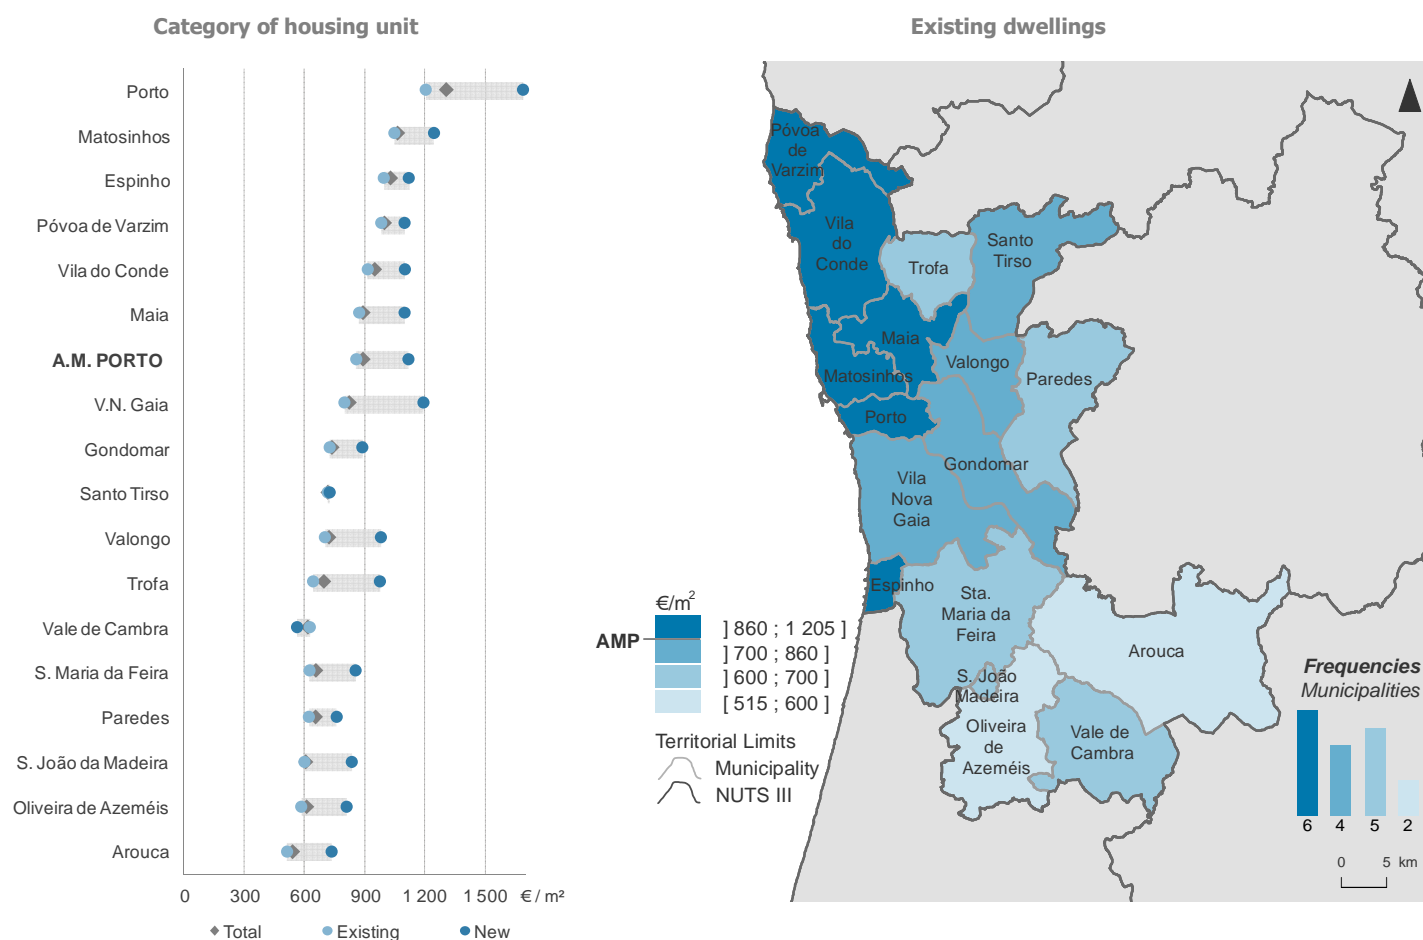 Category of housing unit
Porto
Matosinhos
Espinho
Póvoa de Varzim
Vila do Conde
Maia
A.M. PORTO
V.N. Gaia
Gondomar
Santo Tirso
Valongo
Trofa
Vale de Cambra
S. Maria da Feira
Paredes
S. João da Madeira
Oliveira de Azeméis
Arouca
0 300 600 900 1 200 1 500 € / m²
Total Existing New
Existing dwellings
Póvoa
de
Varzim
Vila
do
Conde
Trofa
Santo
Tirso
Maia
Valongo
Matosinhos
Paredes
Porto
Gondomar
Vila
Nova
Gaia
Espinho
Sta.
Maria da
Feira
Arouca
S. João
Madeira
Oliveira
de
Azeméis
Vale de
Cambra
€/m²
AMP
] 860 ; 1 205 ]
] 700 ; 860 ]
] 600 ; 700 ]
[ 515 ; 600 ]
Territorial Limits
Municipality
NUTS III
Frequencies
Municipalities
6 4 5 2
0 5 km